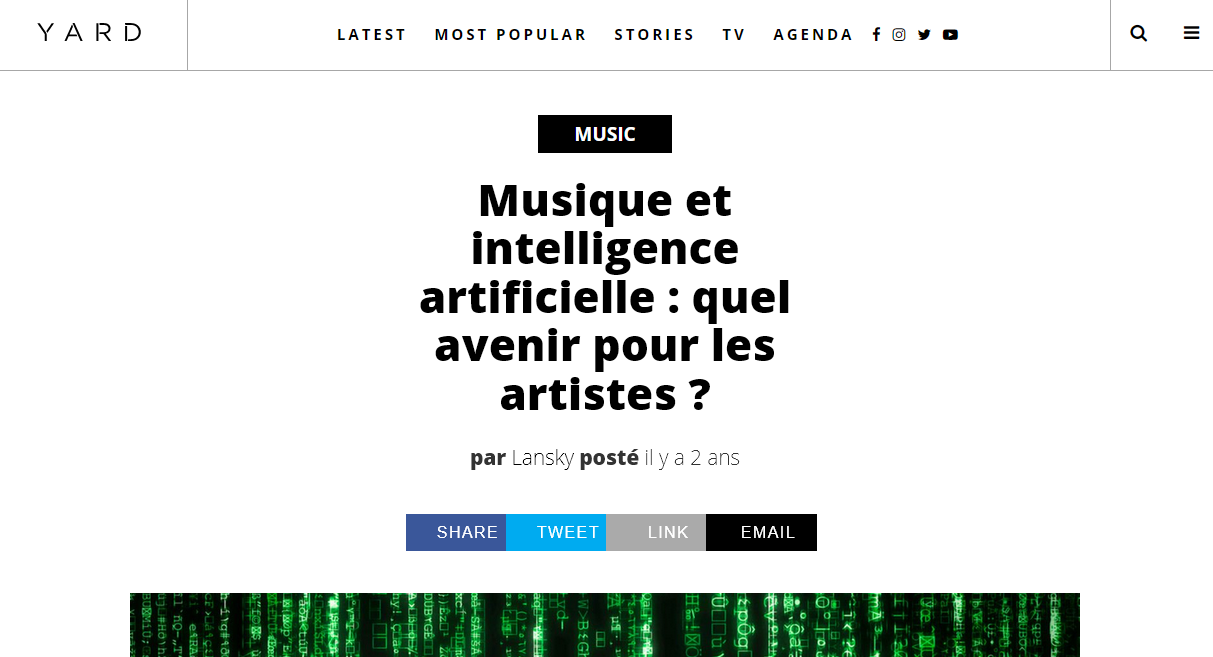 YARD
LATEST MOST POPULAR STORIES TV AGENDA
MUSIC
Musique et
intelligence
artificielle : quel
avenir pour les
artistes ?
par Lansky posté il y a 2 ans
SHARE TWEET LINK EMAIL